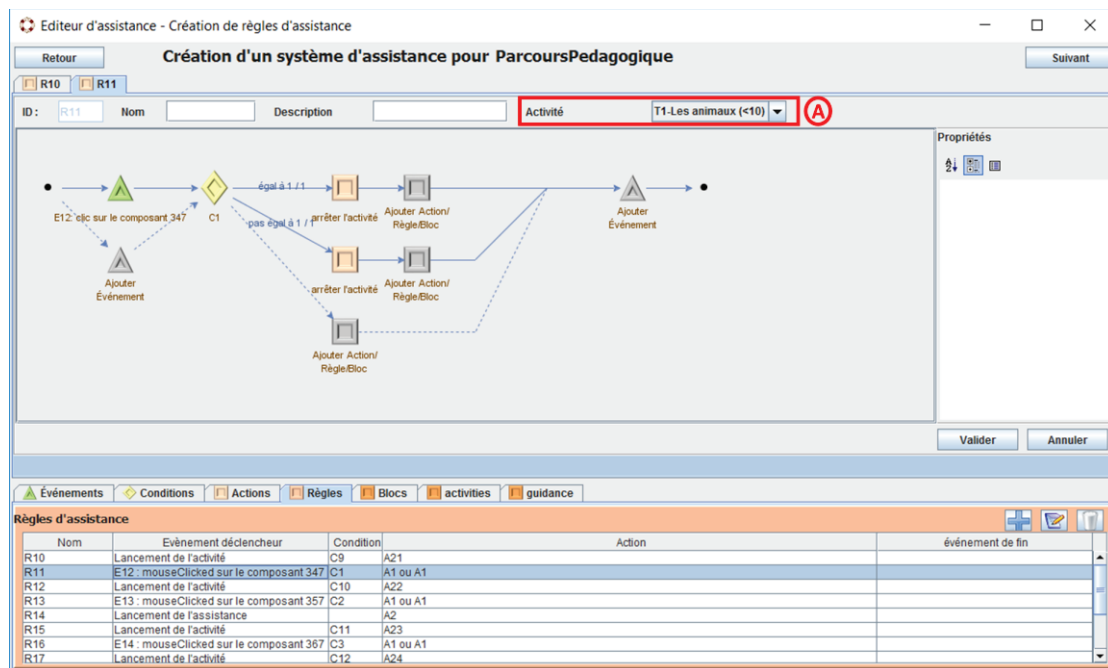 Editeur d'assistance - Création de règles d'assistance
Retour
Création d'un système d'assistance pour ParcoursPedagogique
Suivant
R10 R11
ID : R11 Nom Description Activité T1-Les animaux (<10) A
Propriétés
égal à 1 / 1
E12: clic sur le composant 347 C1 pas égal à 1 / 1 arrêter l'activité Ajouter Action/
Règle/Bloc
Ajouter
Événement
Ajouter
Événement
arrêter l'activité Ajouter Action/
Règle/Bloc
Ajouter Action/
Règle/Bloc
Valider Annuler
Événements Conditions Actions Règles Blocs activities guidance
Règles d'assistance
Nom Evènement déclencheur Condition Action événement de fin
R10 Lancement de l'activité C9 A21
R11 E12 : mouseClicked sur le composant 347 C1 A1 ou A1
R12 Lancement de l'activité C10 A22
R13 E13 : mouseClicked sur le composant 357 C2 A1 ou A1
R14 Lancement de l'assistance A2
R15 Lancement de l'activité C11 A23
R16 E14 : mouseClicked sur le composant 367 C3 A1 ou A1
R17 Lancement de l'activité C12 A24